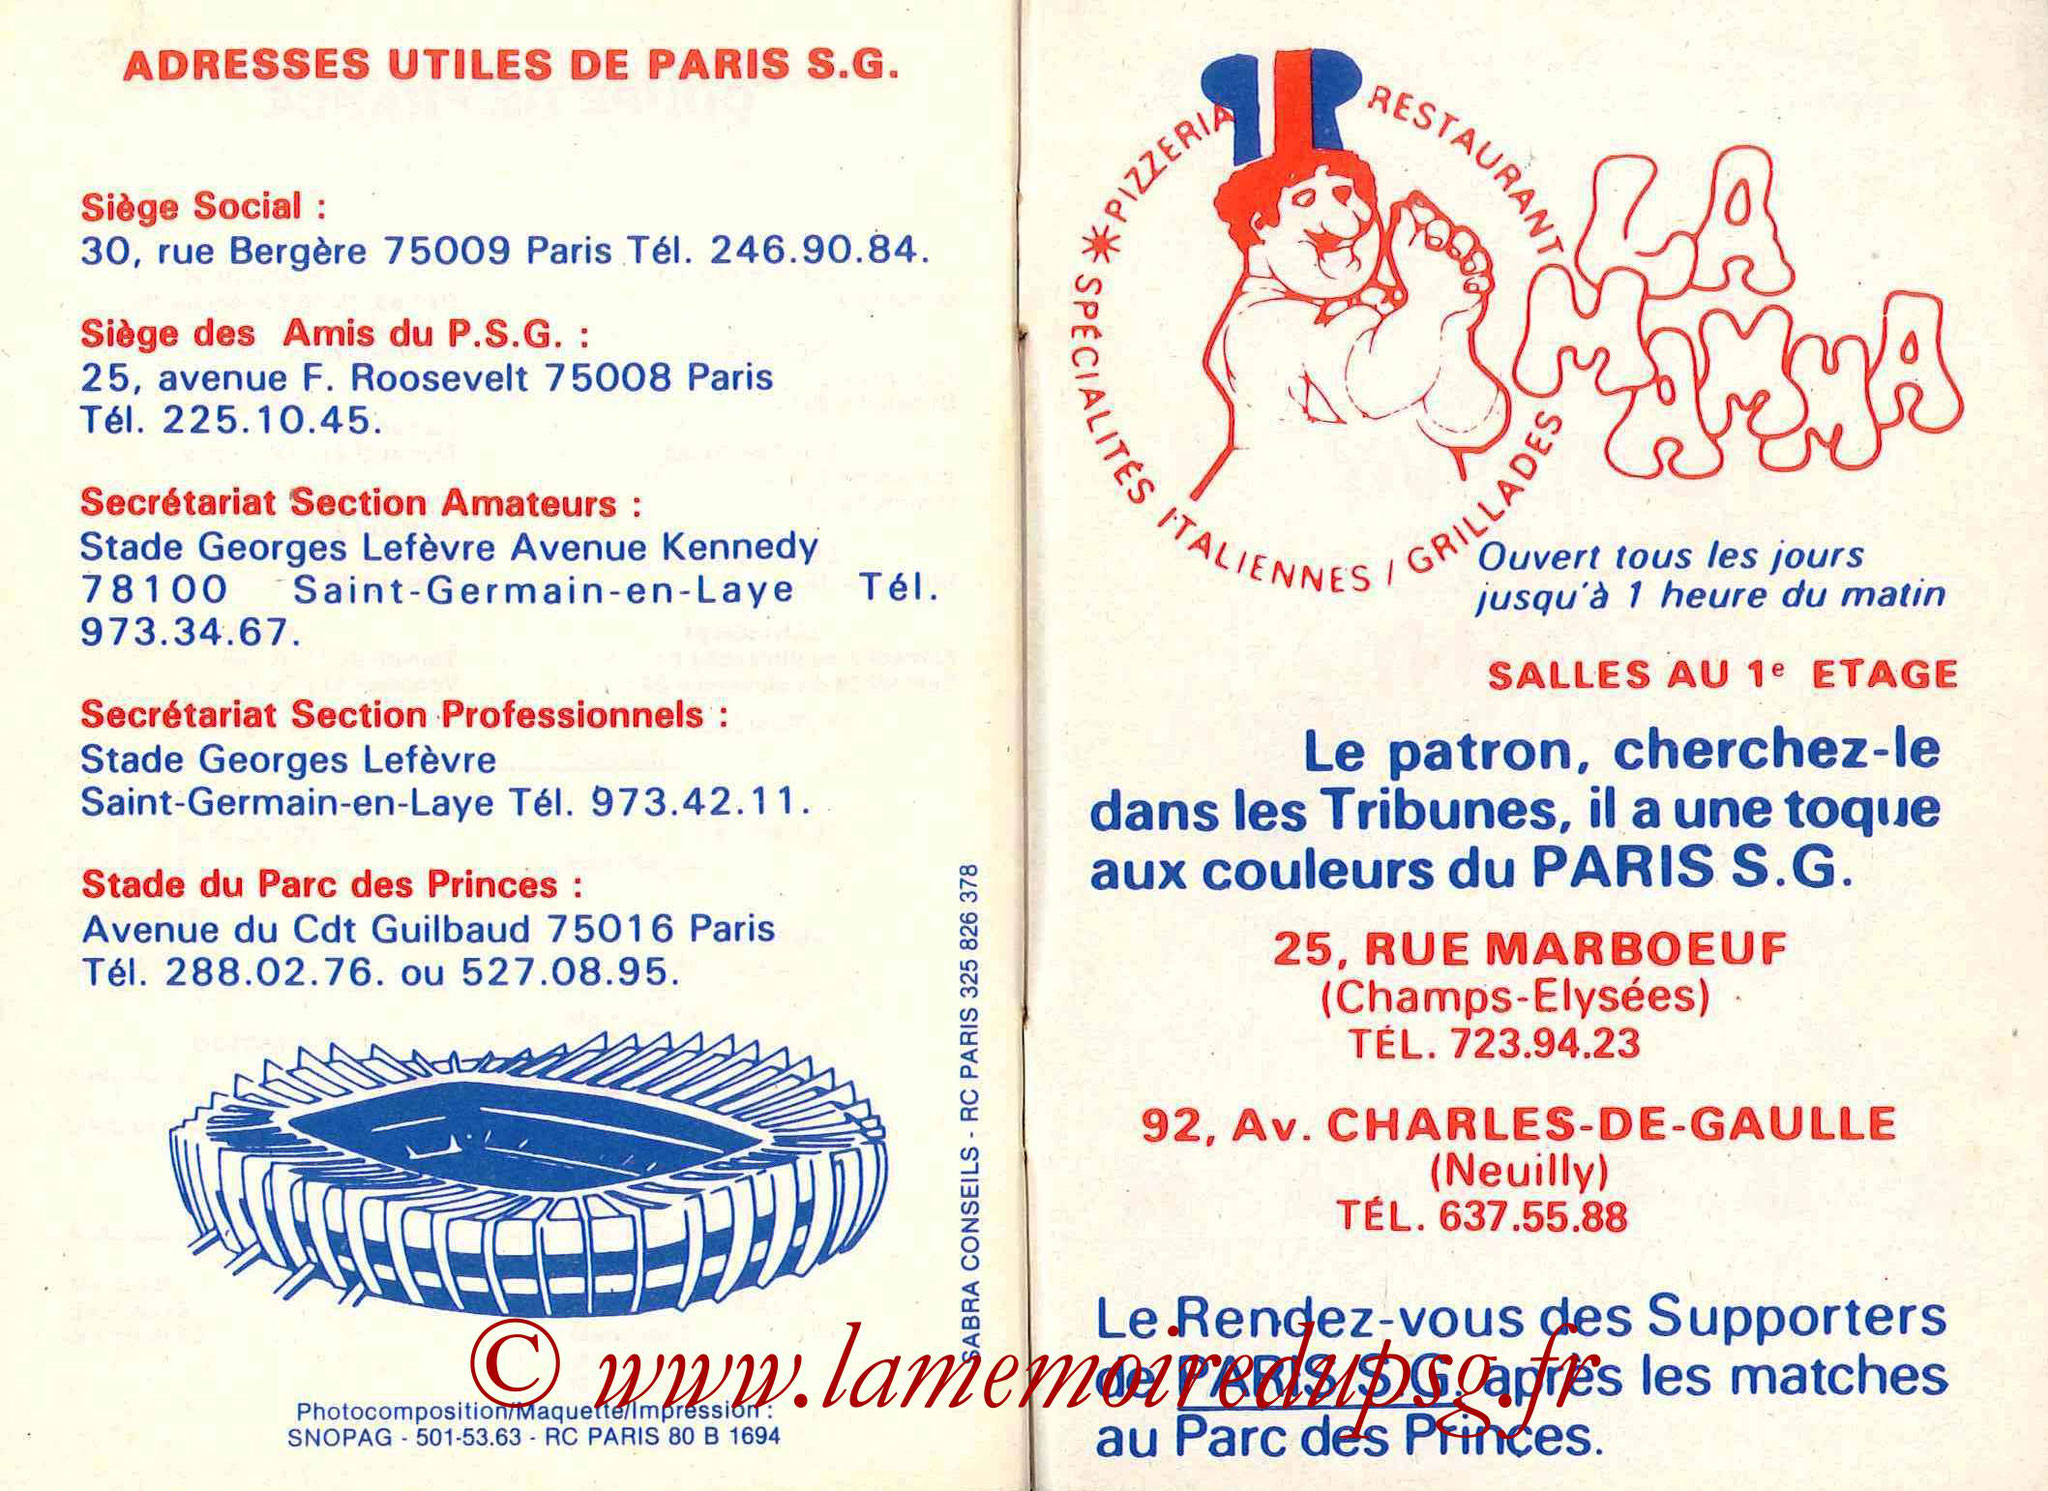 ADRESSES UTILES DE PARIS S.G.
Siège Social :
30, rue Bergère 75009 Paris Tél. 246.90.84.
Siège des Amis du P.S.G. :
25, avenue F. Roosevelt 75008 Paris
Tél. 225.10.45.
Secrétariat Section Amateurs :
Stade Georges Lefèvre Avenue Kennedy
78100 Saint-Germain-en-Laye Tél.
973.34.67.
Secrétariat Section Professionnels :
Stade Georges Lefèvre
Saint-Germain-en-Laye Tél. 973.42.11.
Stade du Parc des Princes :
Avenue du Cdt Guilbaud 75016 Paris
Tél. 288.02.76. ou 527.08.95.
Photocomposition/Maquette/Impression :
SNOPAG - 501-53.63 - RC PARIS 80 B 1694
SABRA CONSEILS - RC PARIS 325 826 378
PIZZERIA RESTAURANT
SPÉCIALITÉS ITALIENNES / GRILLADES
LA
MAMMA
Ouvert tous les jours
jusqu'à 1 heure du matin
SALLES AU 1e ETAGE
Le patron, cherchez-le
dans les Tribunes, il a une toque
aux couleurs du PARIS S.G.
25, RUE MARBOEUF
(Champs-Elysées)
TÉL. 723.94.23
92, Av. CHARLES-DE-GAULLE
(Neuilly)
TÉL. 637.55.88
Le Rendez-vous des Supporters
de PARIS S.G. après les matches
au Parc des Princes.
© www.lamemoiredupsg.fr